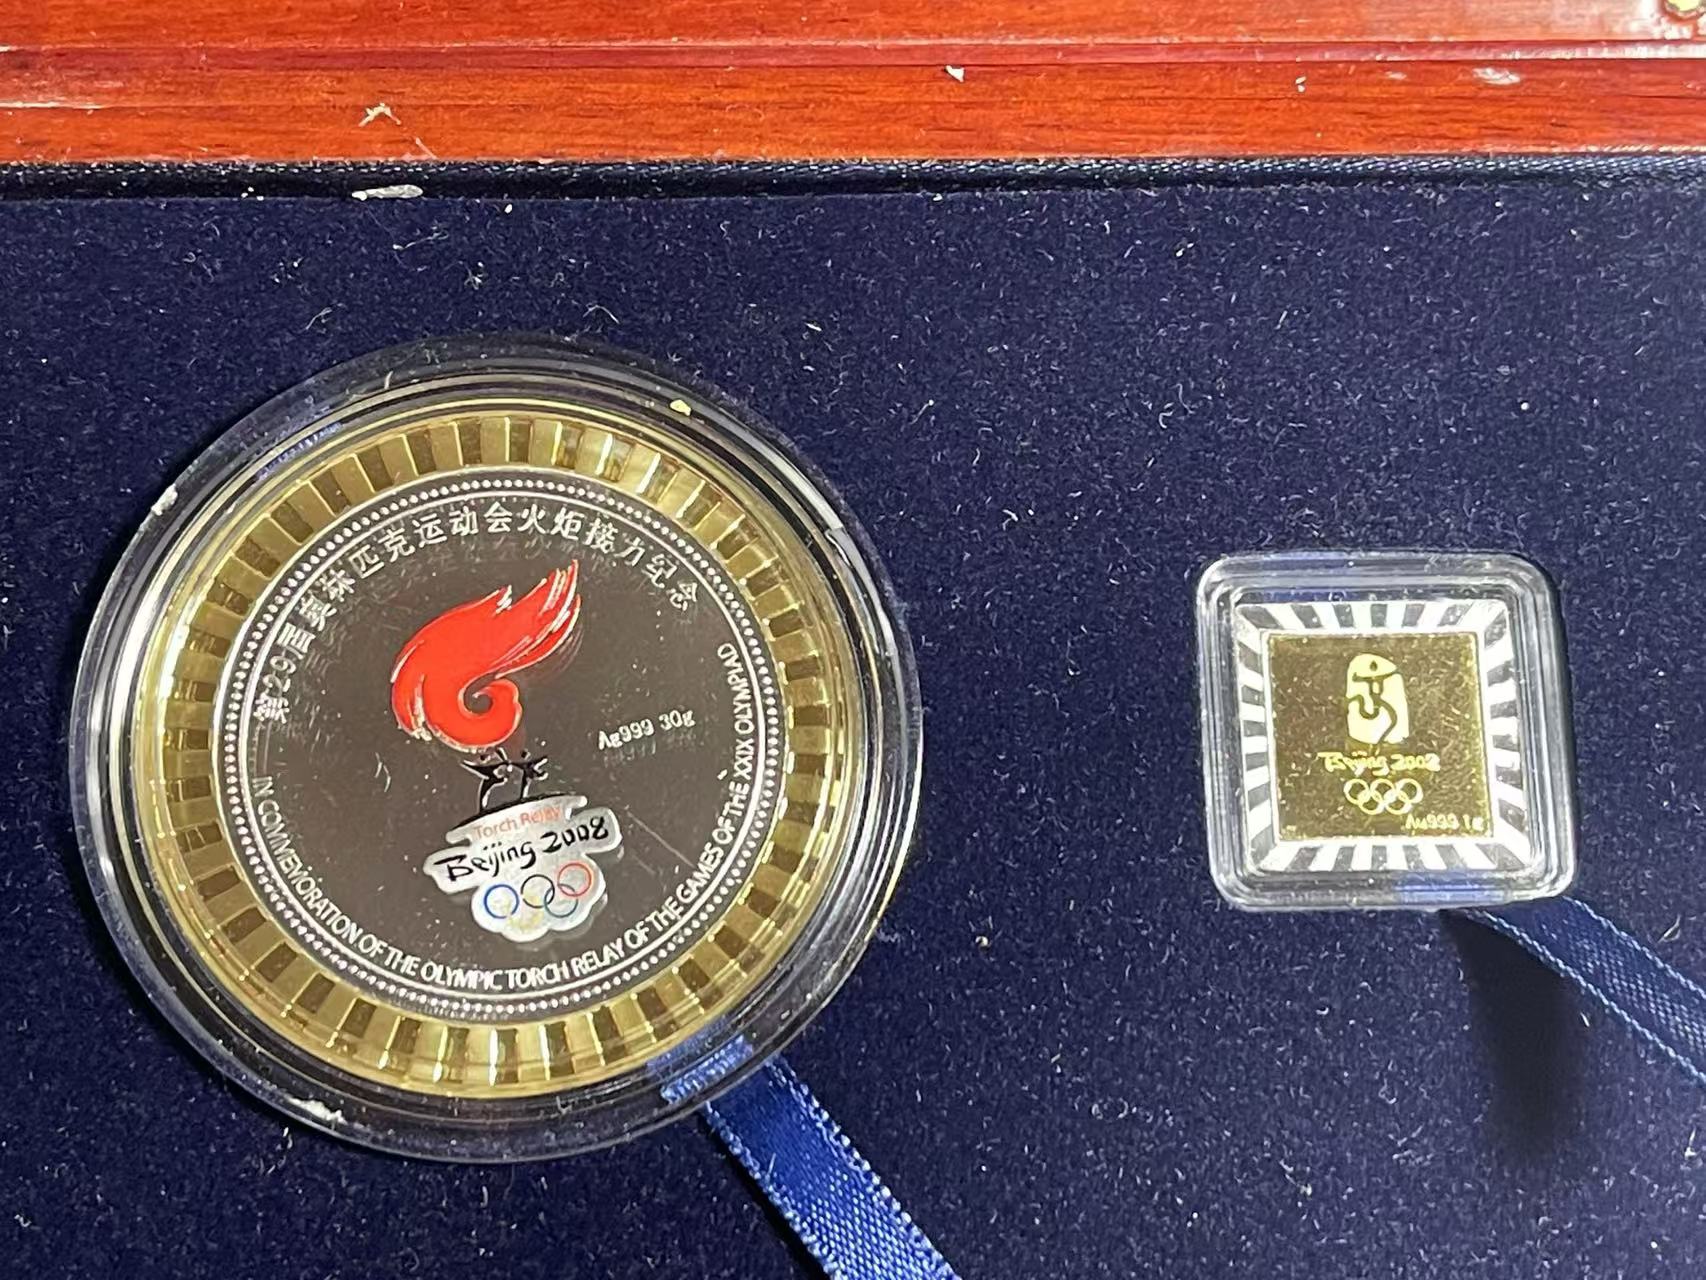 第29届奥林匹克运动会火炬接力纪念
Ag999 30g
Torch Relay
Beijing 2008
IN COMMEMORATION OF THE OLYMPIC TORCH RELAY OF THE GAMES OF THE XXIX OLYMPIAD
Beijing 2008
Au999 1g